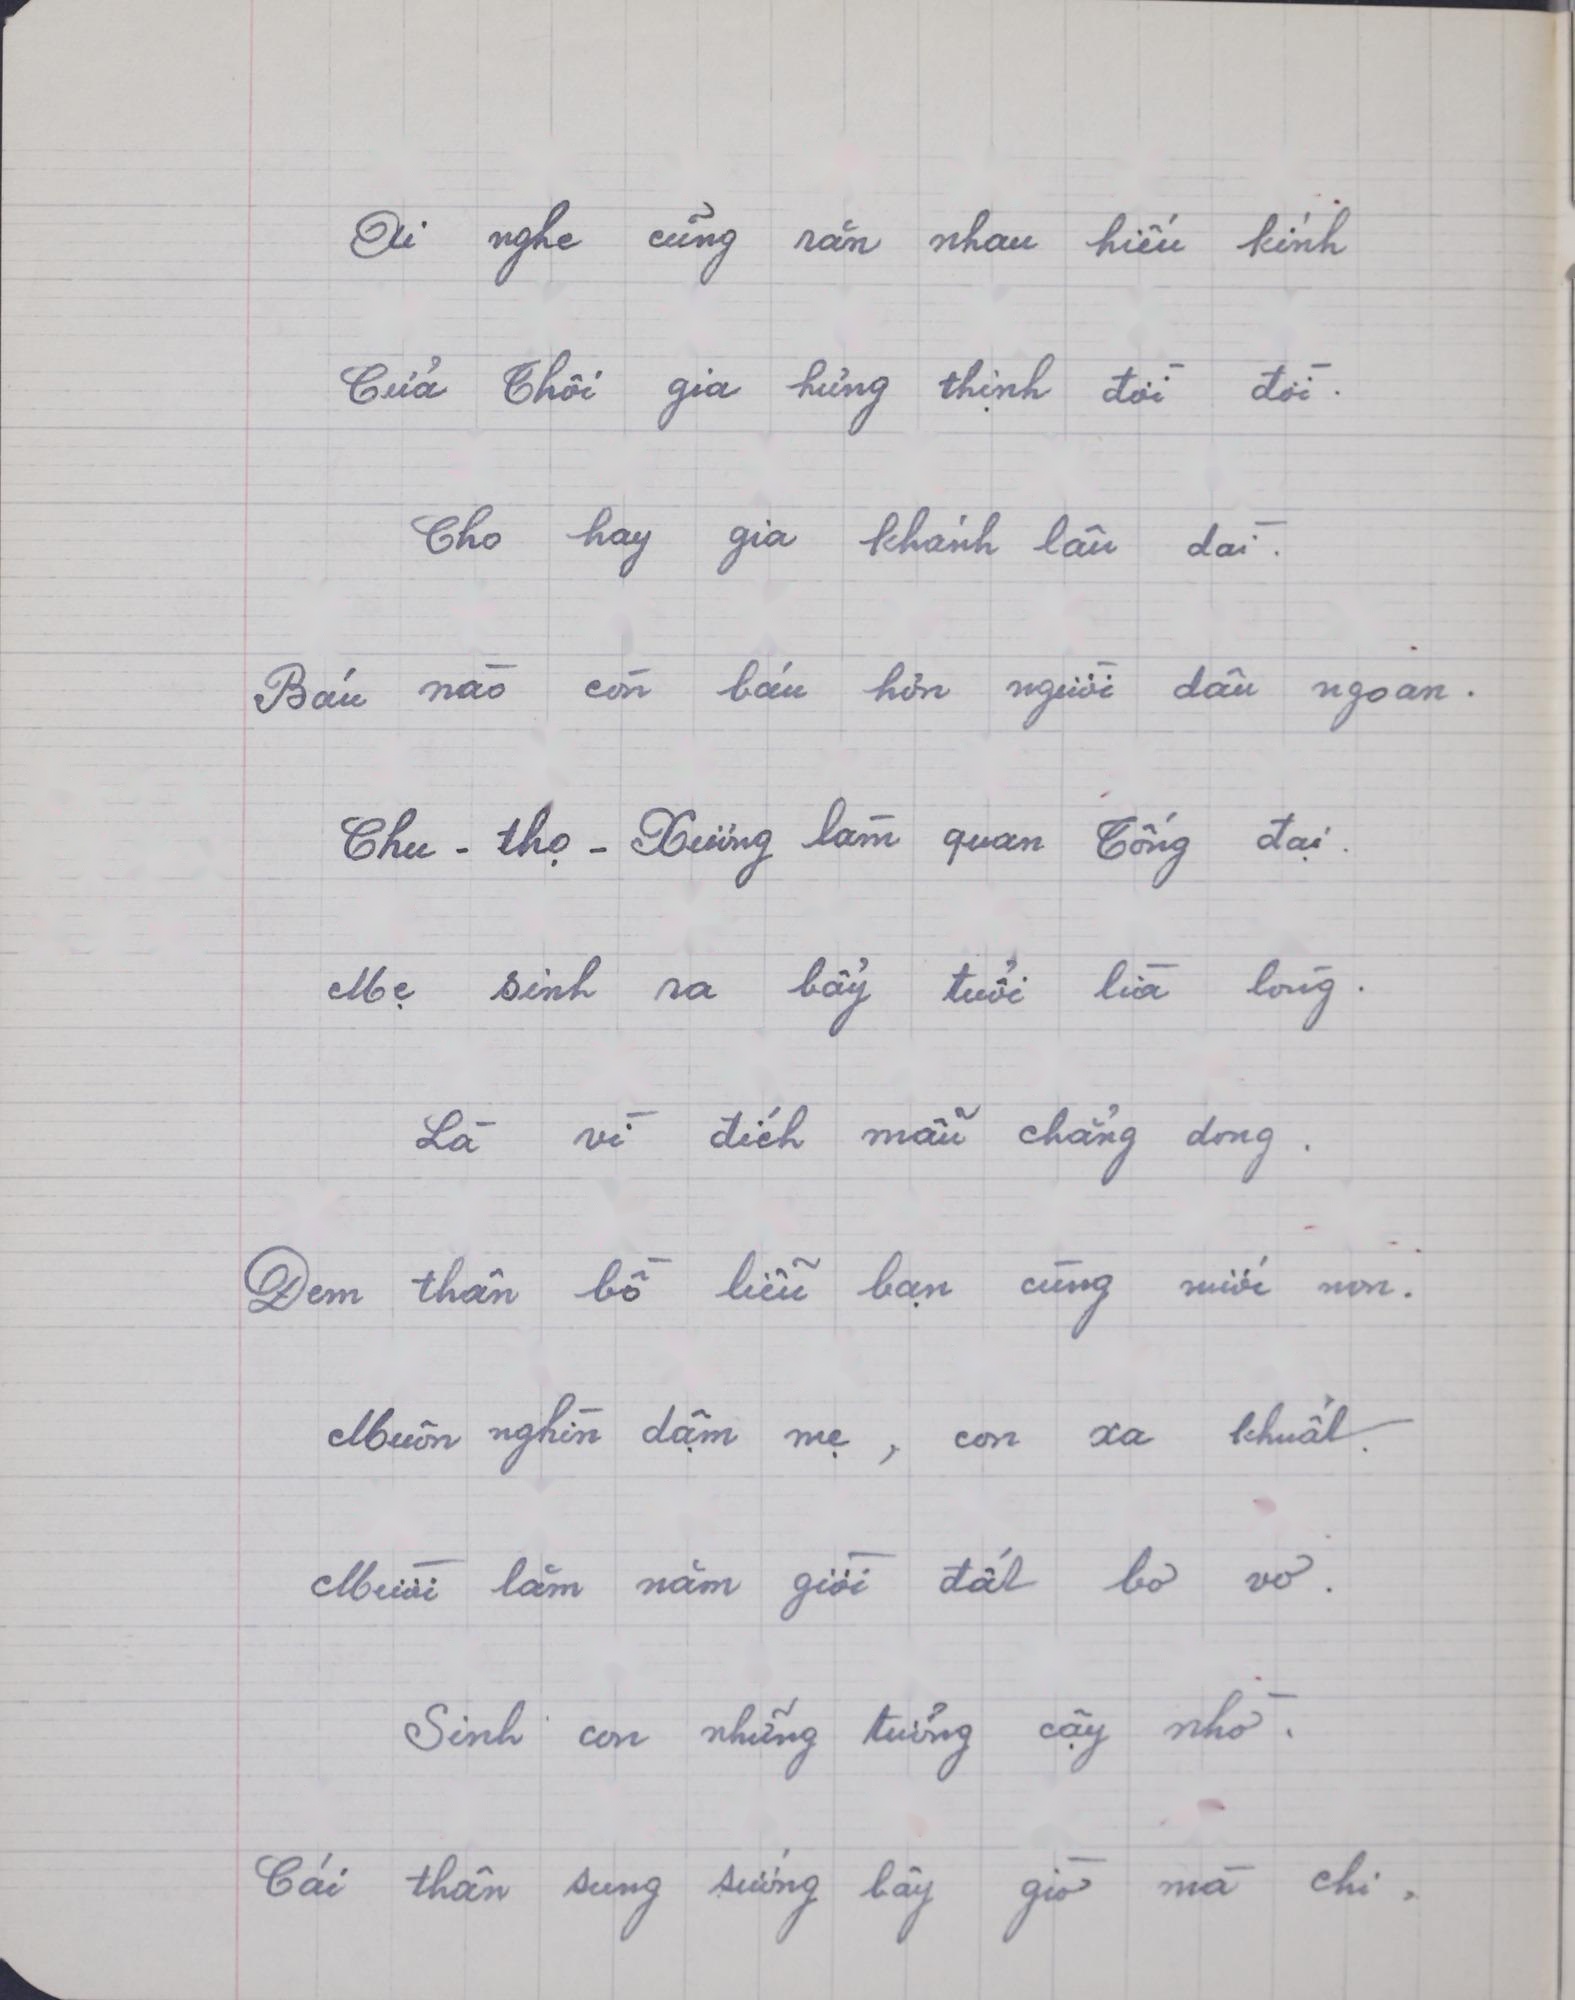 Ai nghe cũng răn nhau hiếu kính
Cửa Thôi gia hưng thịnh đời đời.
Cho hay gia khánh lâu dài.
Báu nào còn báu hơn người dâu ngoan.
Chu - thọ - Xương làm quan Tống đại.
Mẹ sinh ra bẩy tuổi lìa lòng.
Là vì đích mẫu chẳng dong.
Đem thân bồ liễu bạn cùng nước non.
Muôn nghìn dậm mẹ, con xa khuất.
Mười lăm năm giời đất bơ vơ.
Sinh con những tưởng cậy nhờ.
Cái thân sung sướng bây giờ mà chi.